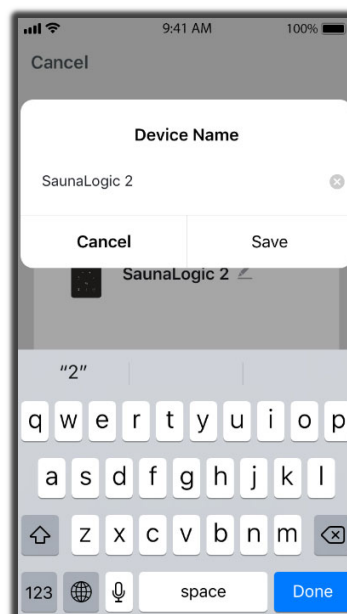 9:41 AM 100%
Cancel
Device Name
SaunaLogic 2
Cancel Save
SaunaLogic 2
“2”
q w e r t y u i o p
a s d f g h j k l
z x c v b n m
123 space Done